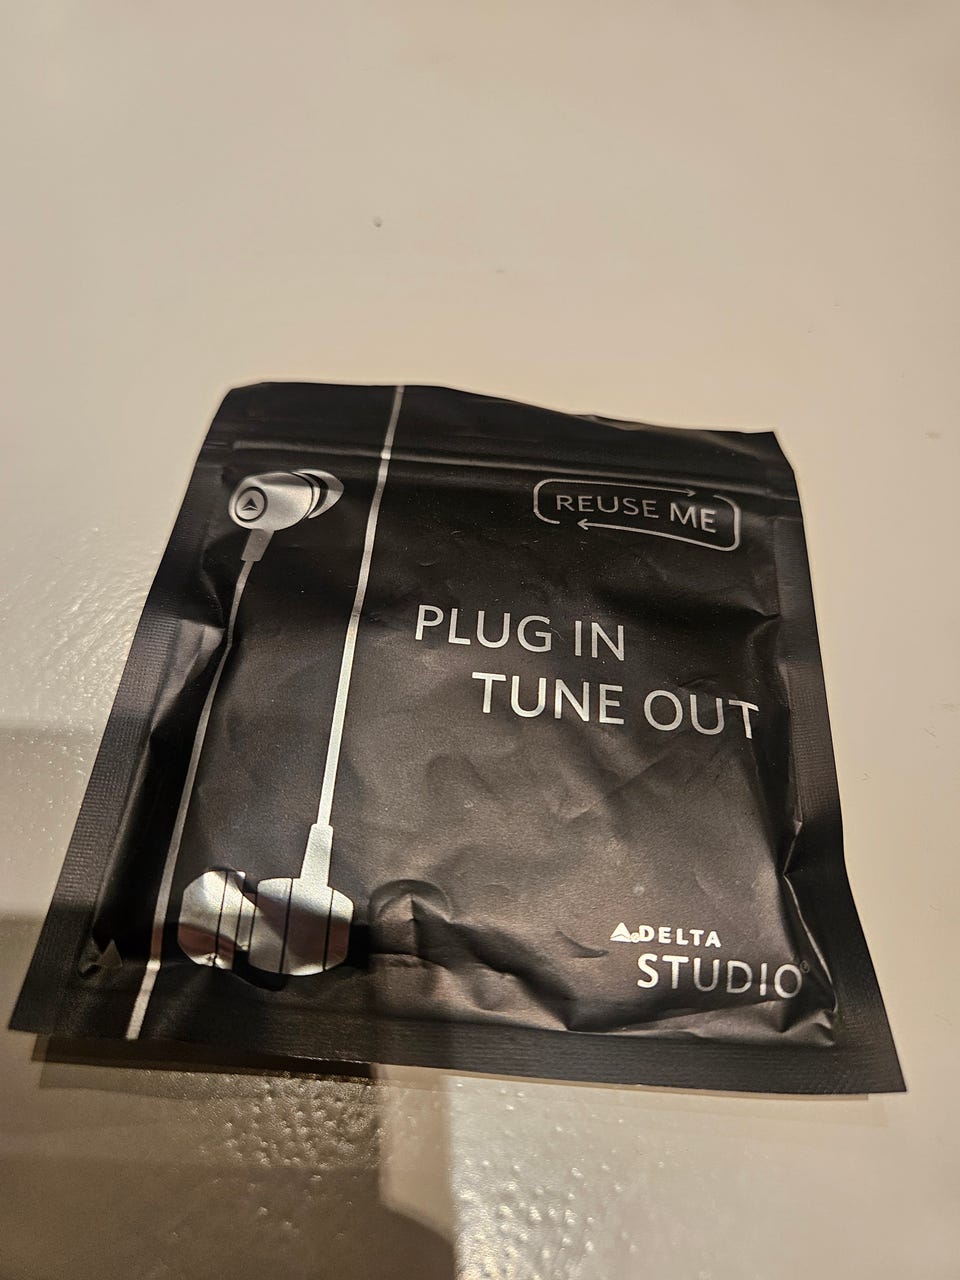 REUSE ME
PLUG IN
TUNE OUT
DELTA
STUDIO®